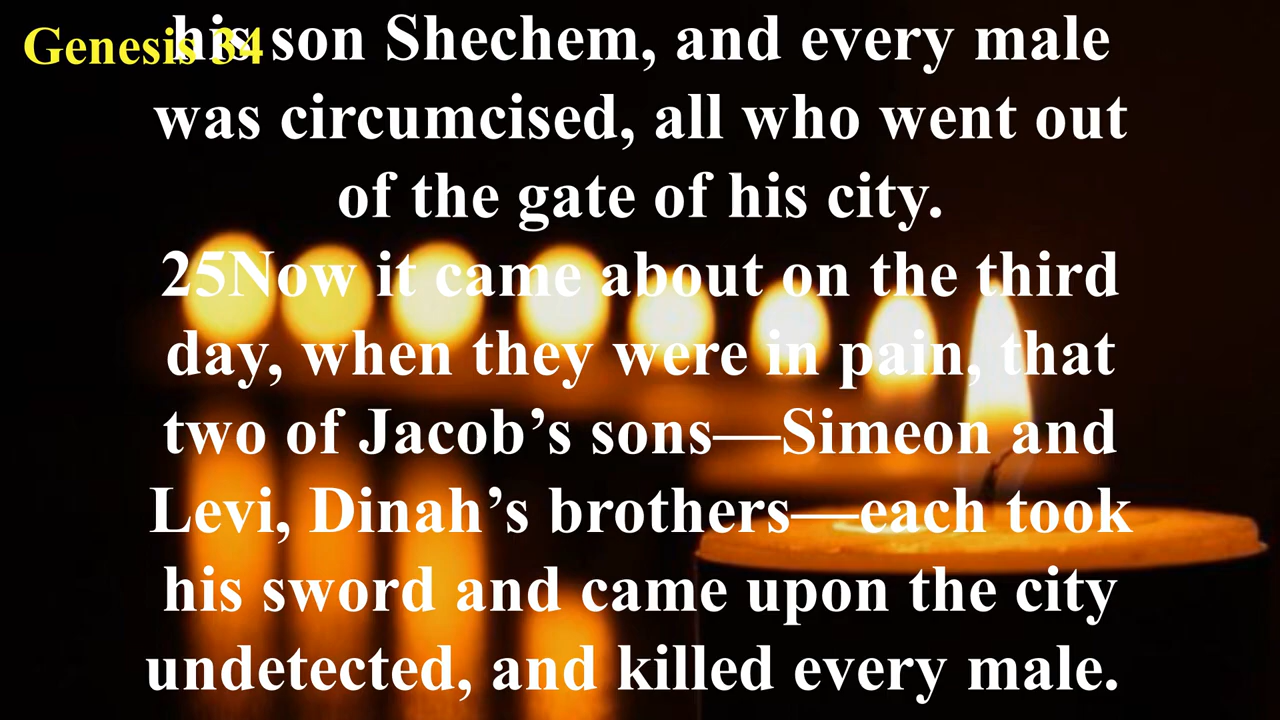 Genesis 34
his son Shechem, and every male
was circumcised, all who went out
of the gate of his city.
25Now it came about on the third
day, when they were in pain, that
two of Jacob’s sons—Simeon and
Levi, Dinah’s brothers—each took
his sword and came upon the city
undetected, and killed every male.